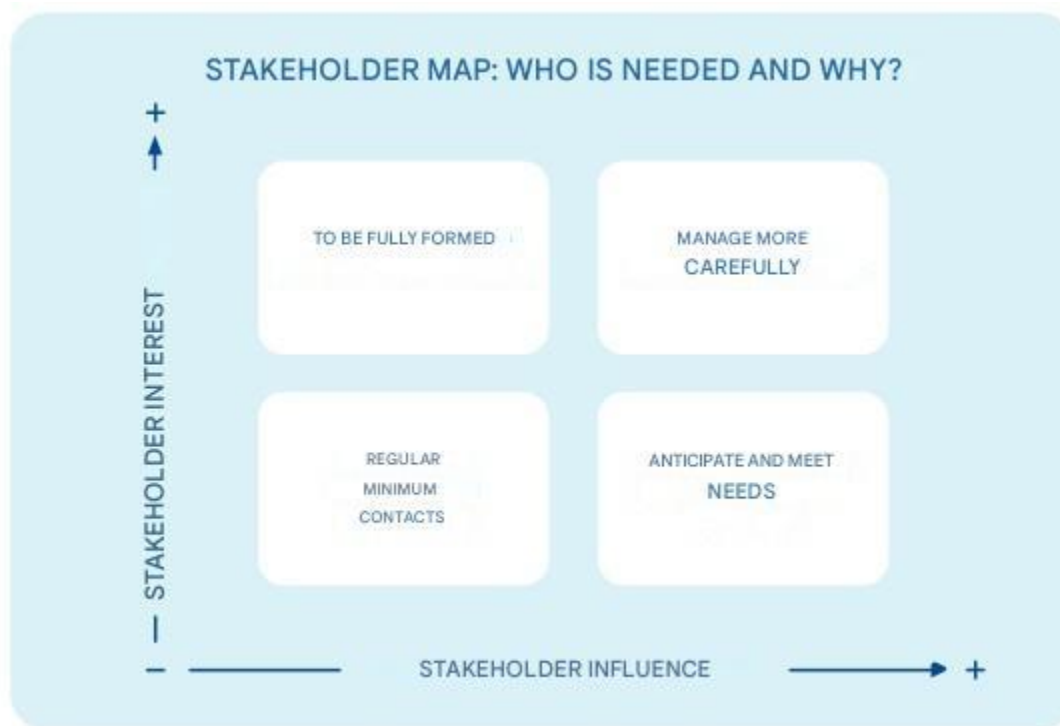 STAKEHOLDER MAP: WHO IS NEEDED AND WHY?
+
TO BE FULLY FORMED
MANAGE MORE
CAREFULLY
STAKEHOLDER INTEREST
REGULAR
MINIMUM
CONTACTS
ANTICIPATE AND MEET
NEEDS
−
STAKEHOLDER INFLUENCE
+